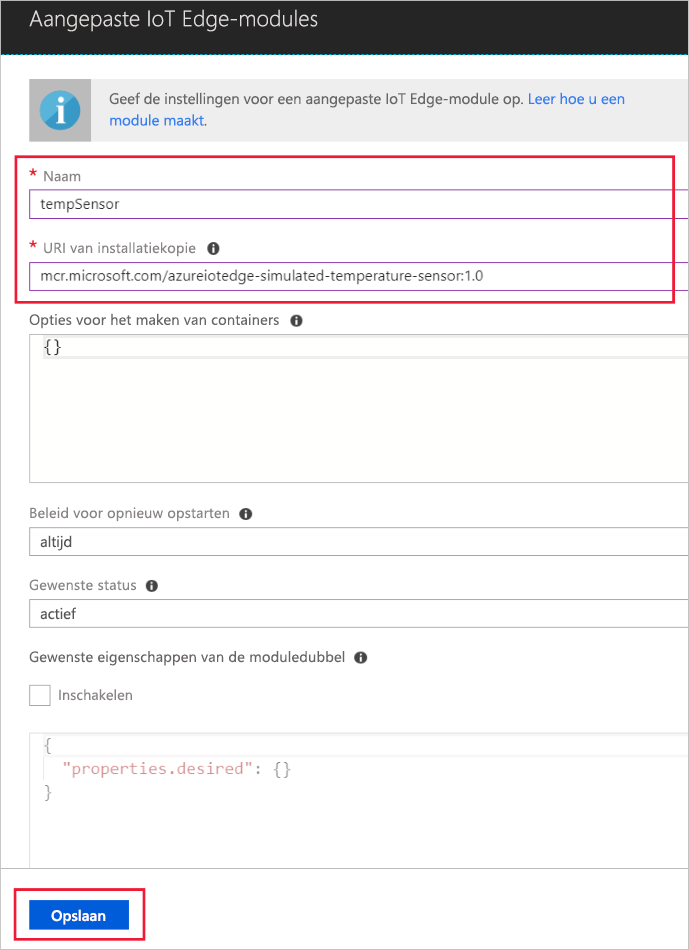 Aangepaste IoT Edge-modules
Geef de instellingen voor een aangepaste IoT Edge-module op. Leer hoe u een
module maakt.
* Naam
tempSensor
* URI van installatiekopie
mcr.microsoft.com/azureiotedge-simulated-temperature-sensor:1.0
Opties voor het maken van containers
{}
Beleid voor opnieuw opstarten
altijd
Gewenste status
actief
Gewenste eigenschappen van de moduledubbel
Inschakelen
{
"properties.desired": {}
}
Opslaan